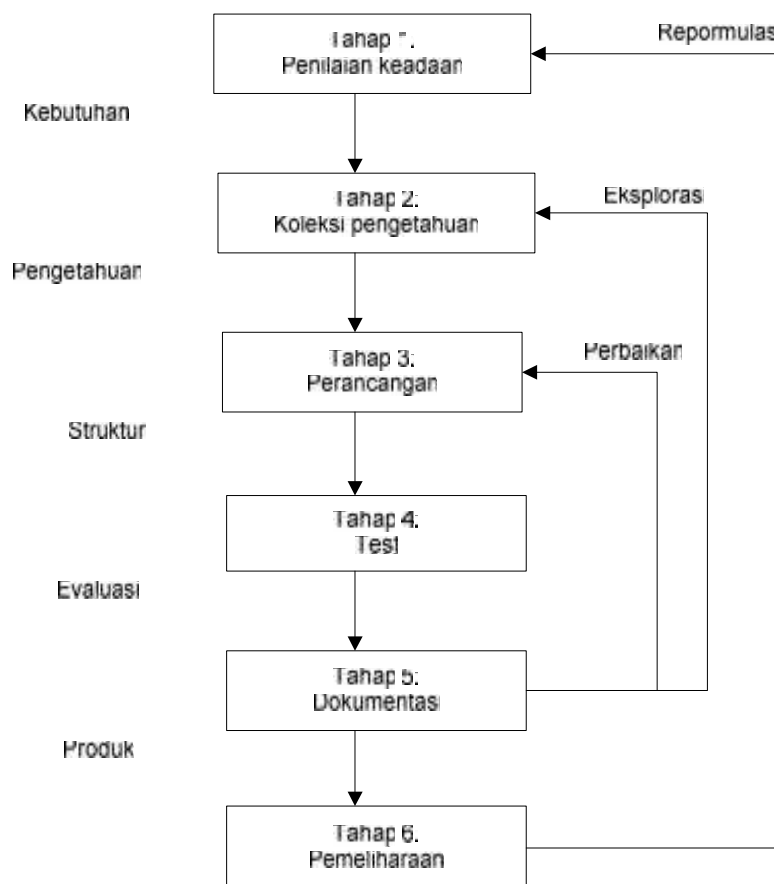 Tahap 1.
Penilaian keadaan
Repormulas
Kebutuhan
Tahap 2:
Koleksi pengetahuan
Eksplorasi
Pengetahuan
Tahap 3:
Perancangan
Perbaikan
Struktur
Tahap 4:
Test
Evaluasi
Tahap 5:
Dokumentasi
Produk
Tahap 6.
Pemeliharaan